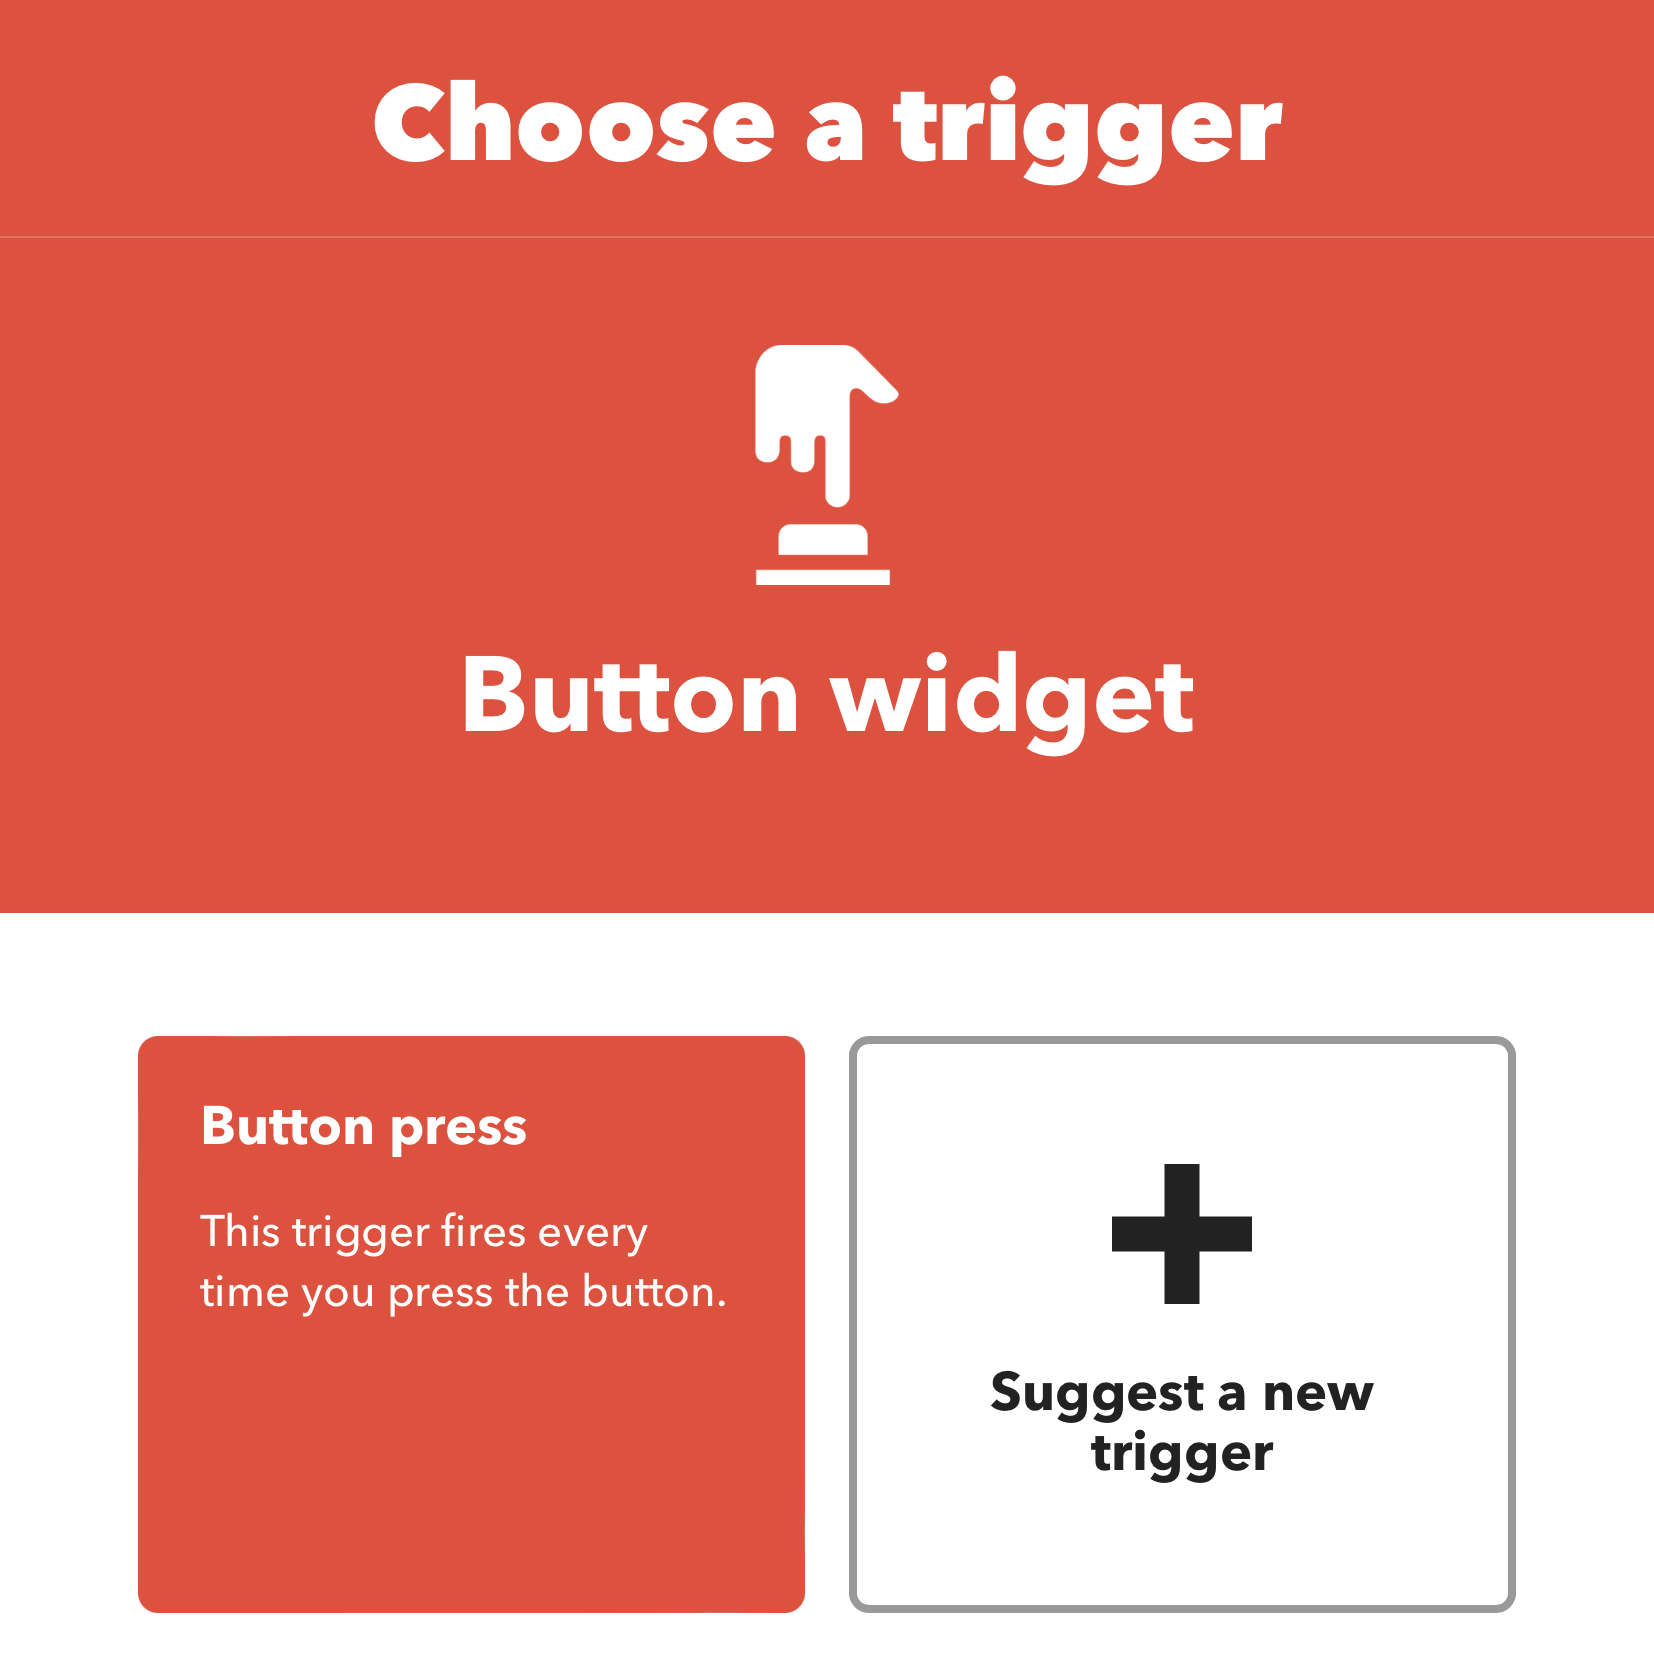 Choose a trigger
Button widget
Button press
This trigger fires every
time you press the button.
Suggest a new
trigger